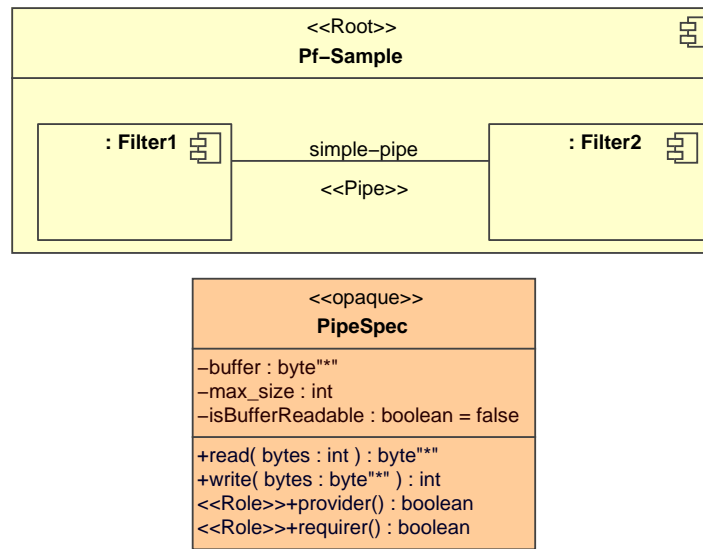 <<Root>>
Pf−Sample
: Filter1
simple−pipe
<<Pipe>>
: Filter2
<<opaque>>
PipeSpec
−buffer : byte"*"
−max_size : int
−isBufferReadable : boolean = false
+read( bytes : int ) : byte"*"
+write( bytes : byte"*" ) : int
<<Role>>+provider() : boolean
<<Role>>+requirer() : boolean